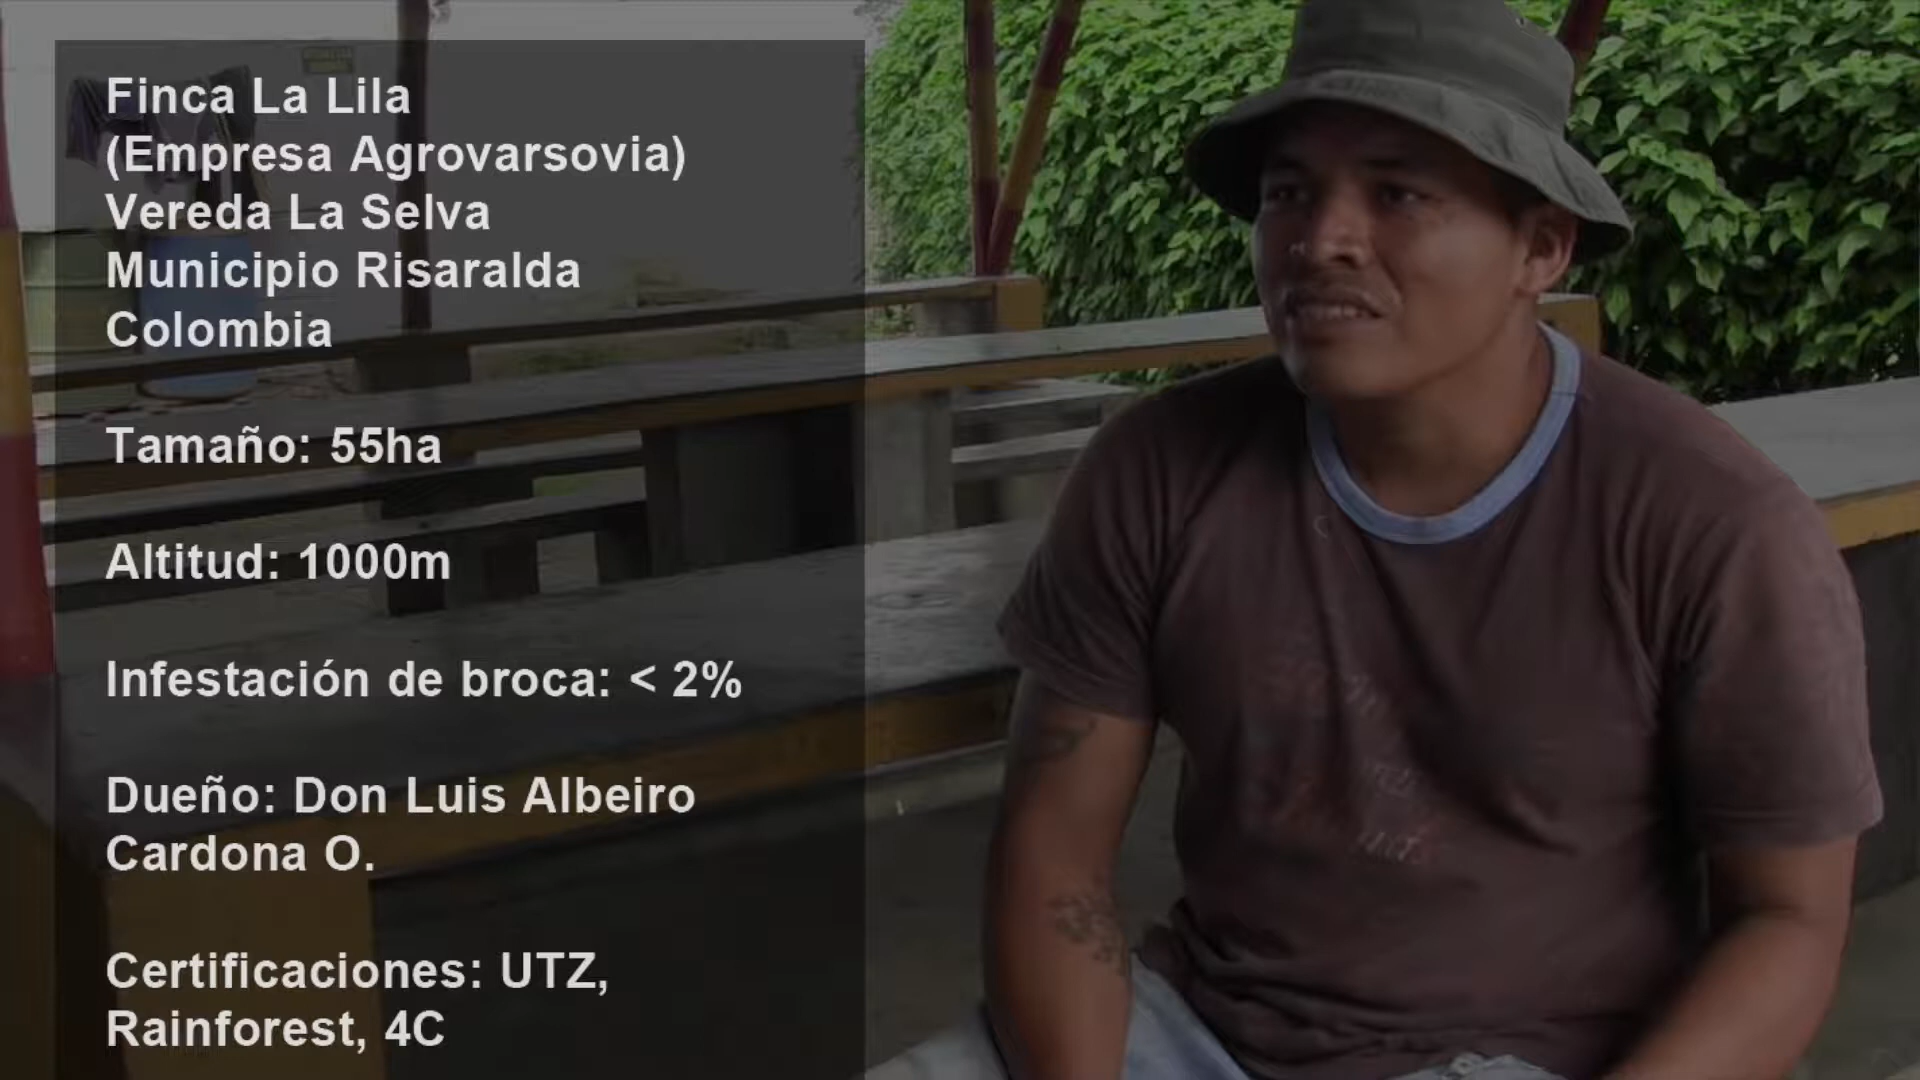 Finca La Lila
(Empresa Agrovarsovia)
Vereda La Selva
Municipio Risaralda
Colombia
Tamaño: 55ha
Altitud: 1000m
Infestación de broca: < 2%
Dueño: Don Luis Albeiro
Cardona O.
Certificaciones: UTZ,
Rainforest, 4C